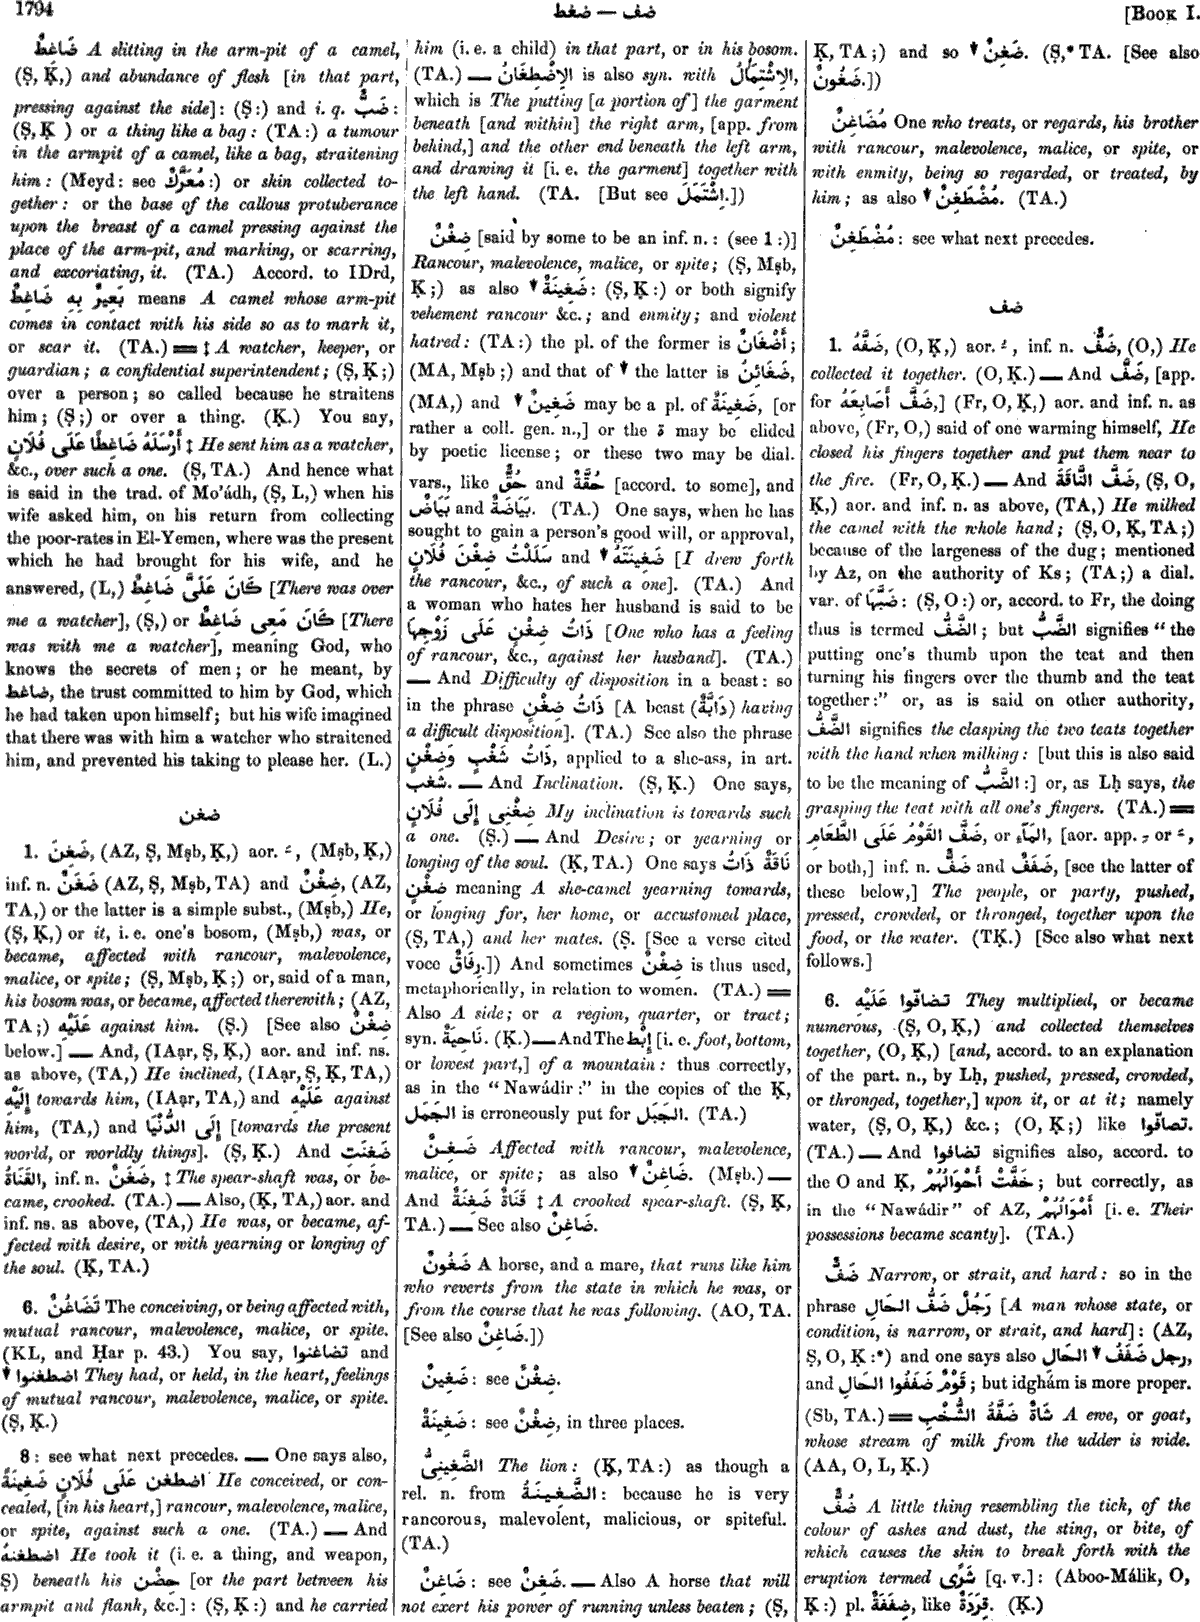 1794
ضف — ضغط
[BOOK I.
ضَاغِطٌ A slitting in the arm-pit of a camel,
(Ṣ, Ḳ,) and abundance of flesh [in that part,
pressing against the side]: (Ṣ:) and i. q. ضَبٌّ:
(Ṣ, Ḳ) or a thing like a bag: (TA:) a tumour
in the armpit of a camel, like a bag, straitening
him: (Meyd: see مُعَرَّكٌ:) or skin collected to-
gether: or the base of the callous protuberance
upon the breast of a camel pressing against the
place of the arm-pit, and marking, or scarring,
and excoriating, it. (TA.) Accord. to IDrd,
بَعِيرٌ بِهِ ضَاغِطٌ means A camel whose arm-pit
comes in contact with his side so as to mark it,
or scar it. (TA.) ═ ‡ A watcher, keeper, or
guardian; a confidential superintendent; (Ṣ, Ḳ;)
over a person; so called because he straitens
him; (Ṣ;) or over a thing. (Ḳ.) You say,
أَرْسَلَهُ ضَاغِطًا عَلَى فُلَانٍ ‡ He sent him as a watcher,
&c., over such a one. (Ṣ, TA.) And hence what
is said in the trad. of Mo'ádh, (Ṣ, L,) when his
wife asked him, on his return from collecting
the poor-rates in El-Yemen, where was the present
which he had brought for his wife, and he
answered, (L,) كَانَ عَلَىَّ ضَاغِطٌ [There was over
me a watcher], (Ṣ,) or كَانَ مَعِى ضَاغِطٌ [There
was with me a watcher], meaning God, who
knows the secrets of men; or he meant, by
ضاغط, the trust committed to him by God, which
he had taken upon himself; but his wife imagined
that there was with him a watcher who straitened
him, and prevented his taking to please her. (L.)
ضغن
1. ضَغِنَ, (AZ, Ṣ, Mṣb, Ḳ,) aor. ـَ, (Mṣb, Ḳ,)
inf. n. ضَغَنٌ (AZ, Ṣ, Mṣb, TA) and ضِغْنٌ, (AZ,
TA,) or the latter is a simple subst., (Mṣb,) He,
(Ṣ, Ḳ,) or it, i. e. one's bosom, (Mṣb,) was, or
became, affected with rancour, malevolence,
malice, or spite; (Ṣ, Mṣb, Ḳ;) or, said of a man,
his bosom was, or became, affected therewith; (AZ,
TA;) عَلَيْهِ against him. (Ṣ.) [See also ضِغْنٌ
below.] — And, (IAạr, Ṣ, Ḳ,) aor. and inf. ns.
as above, (TA,) He inclined, (IAạr, Ṣ, Ḳ, TA,)
إِلَيْهِ towards him, (IAạr, TA,) and عَلَيْهِ against
him, (TA,) and إِلَى الدُّنْيَا [towards the present
world, or worldly things]. (Ṣ, Ḳ.) And ضَغِنَتِ
القَنَاةُ, inf. n. ضَغَنٌ, ‡ The spear-shaft was, or be-
came, crooked. (TA.) — Also, (Ḳ, TA,) aor. and
inf. ns. as above, (TA,) He was, or became, af-
fected with desire, or with yearning or longing of
the soul. (Ḳ, TA.)
6. تَضَاغُنٌ The conceiving, or being affected with,
mutual rancour, malevolence, malice, or spite.
(KL, and Ḥar p. 43.) You say, تضاغنوا and
▼ اضطغنوا They had, or held, in the heart, feelings
of mutual rancour, malevolence, malice, or spite.
(Ṣ, Ḳ.)
8: see what next precedes. — One says also,
اضطغن عَلَى فُلَانٍ ضَغِينَةً He conceived, or con-
cealed, [in his heart,] rancour, malevolence, malice,
or spite, against such a one. (TA.) — And
اضطغنهُ He took it (i. e. a thing, and weapon,
Ṣ) beneath his حِضْن [or the part between his
armpit and flank, &c.]: (Ṣ, Ḳ:) and he carried
him (i. e. a child) in that part, or in his bosom.
(TA.) — الاِضْطِغَانُ is also syn. with الاِشْتِمَالُ,
which is The putting [a portion of] the garment
beneath [and within] the right arm, [app. from
behind,] and the other end beneath the left arm,
and drawing it [i. e. the garment] together with
the left hand. (TA. [But see اِشْتَمَلَ.])
ضِغْنٌ [said by some to be an inf. n.: (see 1:)]
Rancour, malevolence, malice, or spite; (Ṣ, Mṣb,
Ḳ;) as also ▼ ضَغِينَةٌ: (Ṣ, Ḳ:) or both signify
vehement rancour &c.; and enmity; and violent
hatred: (TA:) the pl. of the former is أَضْغَانٌ;
(MA, Mṣb;) and that of ▼ the latter is ضَغَائِنُ,
(MA,) and ▼ ضَغِينٌ may be a pl. of ضَغِينَةٌ, [or
rather a coll. gen. n.,] or the ة may be elided
by poetic license; or these two may be dial.
vars., like حُقٌّ and حُقَّةٌ [accord. to some], and
بَيَاضٌ and بَيَاضَةٌ. (TA.) One says, when he has
sought to gain a person's good will, or approval,
سَلَلْتُ ضِغْنَ فُلَانٍ and ▼ ضَغِينَتَهُ [I drew forth
the rancour, &c., of such a one]. (TA.) And
a woman who hates her husband is said to be
ذَاتُ ضِغْنٍ عَلَى زَوْجِهَا [One who has a feeling
of rancour, &c., against her husband]. (TA.)
— And Difficulty of disposition in a beast: so
in the phrase ذَاتُ ضِغْنٍ [A beast (دَابَّةٌ) having
a difficult disposition]. (TA.) See also the phrase
ذَاتُ شَغْبٍ وَضِغْنٍ, applied to a she-ass, in art.
شغب. — And Inclination. (Ṣ, Ḳ.) One says,
ضِغْنِى إِلَى فُلَانٍ My inclination is towards such
a one. (Ṣ.) — And Desire; or yearning or
longing of the soul. (Ḳ, TA.) One says نَاقَةٌ ذَاتُ
ضِغْنٍ meaning A she-camel yearning towards,
or longing for, her home, or accustomed place,
(Ṣ, TA,) and her mates. (Ṣ. [See a verse cited
voce رِفَاقٌ.]) And sometimes ضِغْنٌ is thus used,
metaphorically, in relation to women. (TA.) ═
Also A side; or a region, quarter, or tract;
syn. نَاحِيَةٌ. (Ḳ.) — And The إِبْط [i. e. foot, bottom,
or lowest part,] of a mountain: thus correctly,
as in the "Nawádir:" in the copies of the Ḳ,
الجَمَل is erroneously put for الجَبَل. (TA.)
ضَغِنٌ Affected with rancour, malevolence,
malice, or spite; as also ▼ ضَاغِنٌ. (Mṣb.) —
And قَنَاةٌ ضَغِنَةٌ ‡ A crooked spear-shaft. (Ṣ, Ḳ,
TA.) — See also ضَاغِنٌ.
ضَغُونٌ A horse, and a mare, that runs like him
who reverts from the state in which he was, or
from the course that he was following. (AO, TA.
[See also ضَاغِنٌ.])
ضَغِينٌ: see ضِغْنٌ.
ضَغِينَةٌ: see ضِغْنٌ, in three places.
الضَّغِينِىُّ The lion: (Ḳ, TA:) as though a
rel. n. from الضَّغِينَةُ: because he is very
rancorous, malevolent, malicious, or spiteful.
(TA.)
ضَاغِنٌ: see ضَغِنٌ. — Also A horse that will
not exert his power of running unless beaten; (Ṣ,
Ḳ, TA;) and so ▼ ضَغِنٌ. (Ṣ,* TA. [See also
ضَغُونٌ.])
مُضَاغِنٌ One who treats, or regards, his brother
with rancour, malevolence, malice, or spite, or
with enmity, being so regarded, or treated, by
him; as also ▼ مُضْطَغِنٌ. (TA.)
مُضْطَغِنٌ: see what next precedes.
ضف
1. ضَفَّهُ, (O, Ḳ,) aor. ـُ, inf. n. ضَفٌّ, (O,) He
collected it together. (O, Ḳ.) — And ضَفَّ, [app.
for ضَفَّ أَصَابِعَهُ,] (Fr, O, Ḳ,) aor. and inf. n. as
above, (Fr, O,) said of one warming himself, He
closed his fingers together and put them near to
the fire. (Fr, O, Ḳ.) — And ضَفَّ النَّاقَةَ, (Ṣ, O,
Ḳ,) aor. and inf. n. as above, (TA,) He milked
the camel with the whole hand; (Ṣ, O, Ḳ, TA;)
because of the largeness of the dug; mentioned
by Az, on the authority of Ks; (TA;) a dial.
var. of ضَبَّهَا: (Ṣ, O:) or, accord. to Fr, the doing
thus is termed الضَّفُّ; but الضَّبُّ signifies "the
putting one's thumb upon the teat and then
turning his fingers over the thumb and the teat
together:" or, as is said on other authority,
الضَّفُّ signifies the clasping the two teats together
with the hand when milking: [but this is also said
to be the meaning of الضَّبُّ:] or, as Lḥ says, the
grasping the teat with all one's fingers. (TA.) ═
ضَفَّ القَوْمُ عَلَى الطَّعَامِ, or المَآءِ, [aor. app. ـِ or ـَ,
or both,] inf. n. ضَفٌّ and ضَفَفٌ, [see the latter of
these below,] The people, or party, pushed,
pressed, crowded, or thronged, together upon the
food, or the water. (TḲ.) [See also what next
follows.]
6. تضافّوا عَلَيْهِ They multiplied, or became
numerous, (Ṣ, O, Ḳ,) and collected themselves
together, (O, Ḳ,) [and, accord. to an explanation
of the part. n., by Lḥ, pushed, pressed, crowded,
or thronged, together,] upon it, or at it; namely
water, (Ṣ, O, Ḳ,) &c.; (O, Ḳ;) like تصافّوا.
(TA.) — And تضافوا signifies also, accord. to
the O and Ḳ, خَفَّتْ أَحْوَالُهُمْ; but correctly, as
in the "Nawádir" of AZ, أَمْوَالُهُمْ [i. e. Their
possessions became scanty]. (TA.)
ضَفٌّ Narrow, or strait, and hard: so in the
phrase رَجُلٌ ضَفُّ الحَالِ [A man whose state, or
condition, is narrow, or strait, and hard]: (AZ,
Ṣ, O, Ḳ:*) and one says also رجل ضَفَفُ ▼ الحَالِ,
and قَوْمٌ ضَفَفُوا الحَالِ; but idghám is more proper.
(Sb, TA.) ═ شَاةٌ ضَفَّةُ الشُّخْبِ A ewe, or goat,
whose stream of milk from the udder is wide.
(AA, O, L, Ḳ.)
ضُفٌّ A little thing resembling the tick, of the
colour of ashes and dust, the sting, or bite, of
which causes the skin to break forth with the
eruption termed شَرًى [q. v.]: (Aboo-Málik, O,
Ḳ:) pl. ضِفَفَةٌ, like قِرَدَةٌ. (Ḳ.)